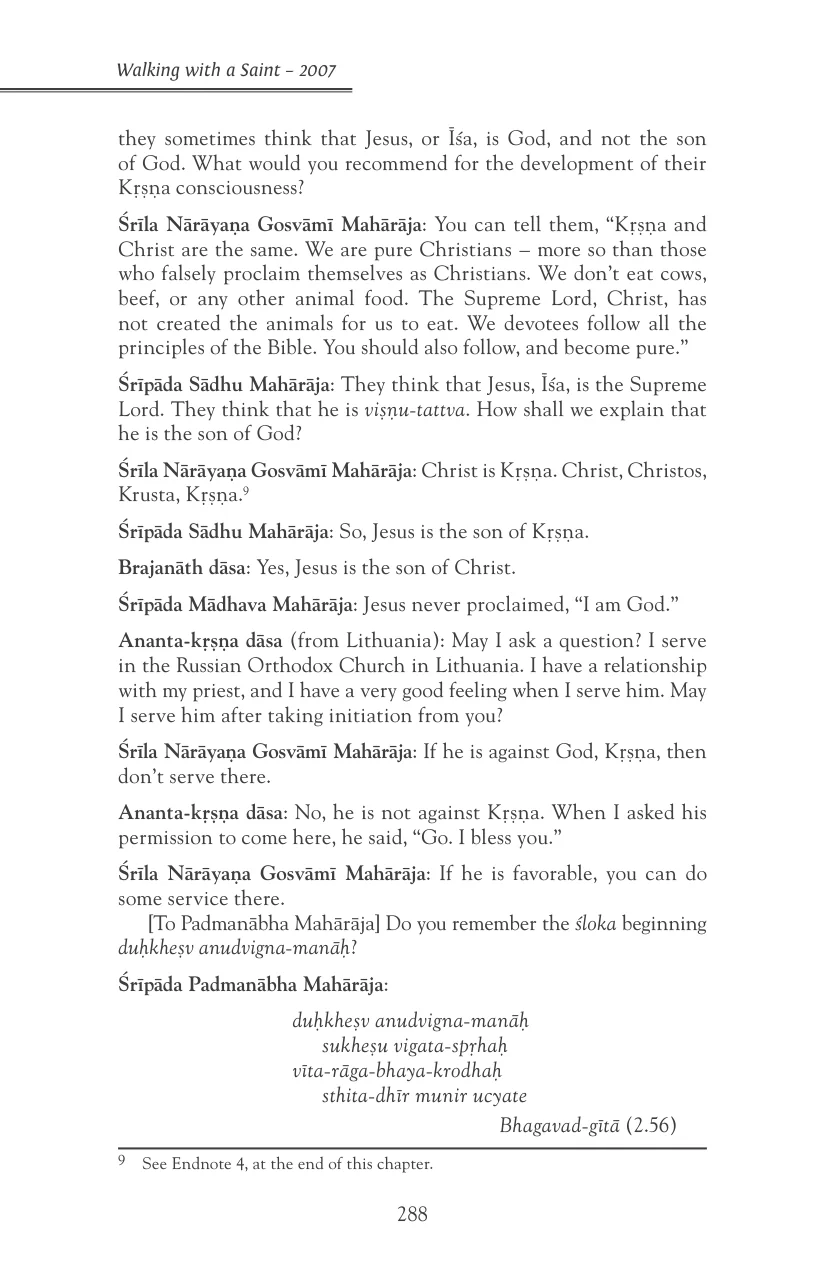 Walking with a Saint – 2007
they sometimes think that Jesus, or Īśa, is God, and not the son
of God. What would you recommend for the development of their
Kṛṣṇa consciousness?
Śrīla Nārāyaṇa Gosvāmī Mahārāja: You can tell them, “Kṛṣṇa and
Christ are the same. We are pure Christians – more so than those
who falsely proclaim themselves as Christians. We don’t eat cows,
beef, or any other animal food. The Supreme Lord, Christ, has
not created the animals for us to eat. We devotees follow all the
principles of the Bible. You should also follow, and become pure.”
Śrīpāda Sādhu Mahārāja: They think that Jesus, Īśa, is the Supreme
Lord. They think that he is viṣṇu-tattva. How shall we explain that
he is the son of God?
Śrīla Nārāyaṇa Gosvāmī Mahārāja: Christ is Kṛṣṇa. Christ, Christos,
Krusta, Kṛṣṇa.⁹
Śrīpāda Sādhu Mahārāja: So, Jesus is the son of Kṛṣṇa.
Brajanāth dāsa: Yes, Jesus is the son of Christ.
Śrīpāda Mādhava Mahārāja: Jesus never proclaimed, “I am God.”
Ananta-kṛṣṇa dāsa (from Lithuania): May I ask a question? I serve
in the Russian Orthodox Church in Lithuania. I have a relationship
with my priest, and I have a very good feeling when I serve him. May
I serve him after taking initiation from you?
Śrīla Nārāyaṇa Gosvāmī Mahārāja: If he is against God, Kṛṣṇa, then
don’t serve there.
Ananta-kṛṣṇa dāsa: No, he is not against Kṛṣṇa. When I asked his
permission to come here, he said, “Go. I bless you.”
Śrīla Nārāyaṇa Gosvāmī Mahārāja: If he is favorable, you can do
some service there.
[To Padmanābha Mahārāja] Do you remember the śloka beginning
duḥkheṣv anudvigna-manāḥ?
Śrīpāda Padmanābha Mahārāja:
duḥkheṣv anudvigna-manāḥ
sukheṣu vigata-spṛhaḥ
vīta-rāga-bhaya-krodhaḥ
sthita-dhīr munir ucyate
Bhagavad-gītā (2.56)
9 See Endnote 4, at the end of this chapter.
288